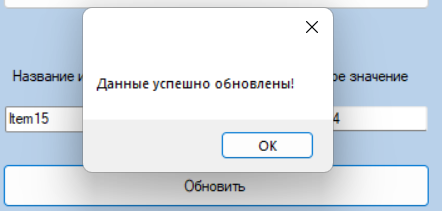 Данные успешно обновлены!
OK
Название
значение
Item15
4
Обновить